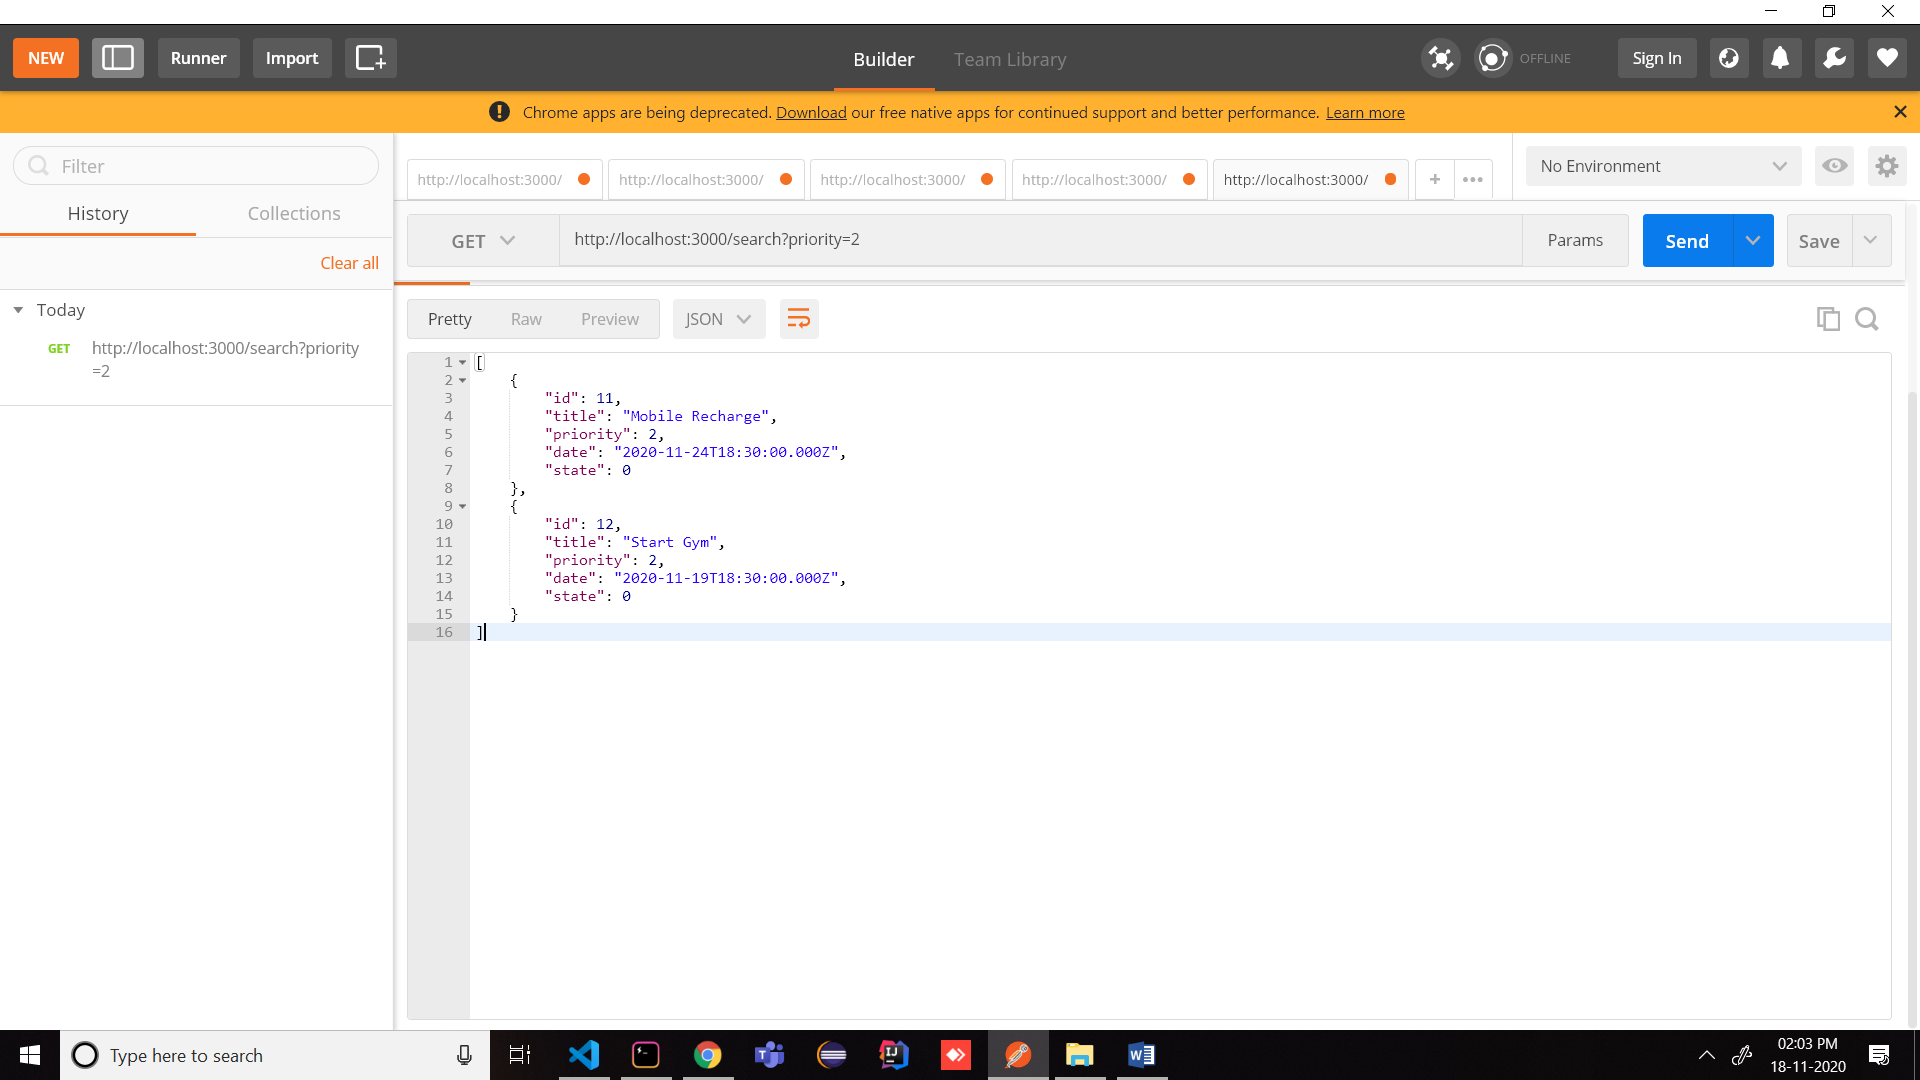 NEW
Runner
Import
Builder
Team Library
OFFLINE
Sign In
Chrome apps are being deprecated. Download our free native apps for continued support and better performance. Learn more
Filter
History
Collections
Clear all
Today
GET http://localhost:3000/search?priority
=2
http://localhost:3000/
http://localhost:3000/
http://localhost:3000/
http://localhost:3000/
http://localhost:3000/
No Environment
GET
http://localhost:3000/search?priority=2
Params
Send
Save
Pretty
Raw
Preview
JSON
1 [
2 {
3 "id": 11,
4 "title": "Mobile Recharge",
5 "priority": 2,
6 "date": "2020-11-24T18:30:00.000Z",
7 "state": 0
8 },
9 {
10 "id": 12,
11 "title": "Start Gym",
12 "priority": 2,
13 "date": "2020-11-19T18:30:00.000Z",
14 "state": 0
15 }
16 ]
Type here to search
02:03 PM
18-11-2020